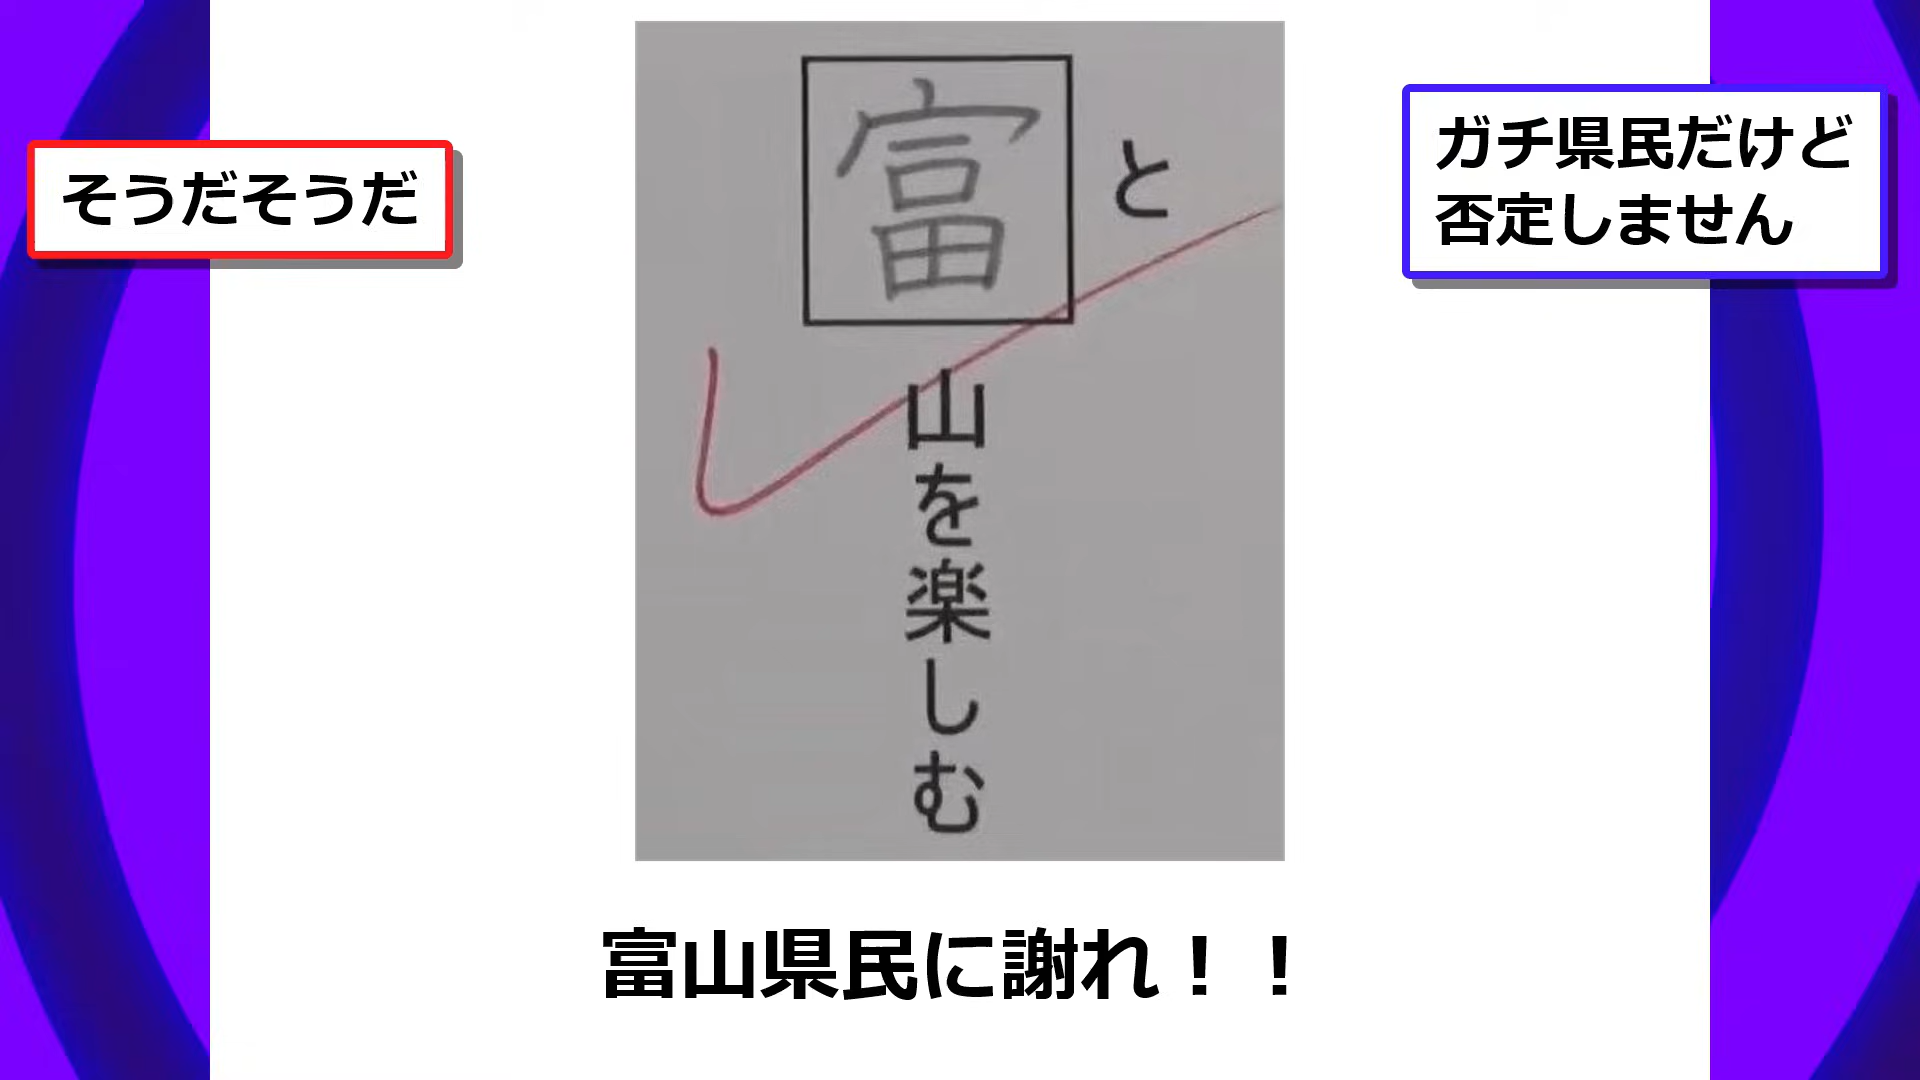 そうだそうだ
富と
山を楽しむ
ガチ県民だけど
否定しません
富山県民に謝れ！！